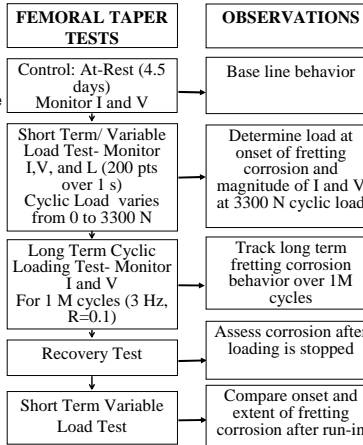 FEMORAL TAPER
TESTS
OBSERVATIONS
Control: At-Rest (4.5
days)
Monitor I and V
Base line behavior
Short Term/ Variable
Load Test- Monitor
I,V, and L (200 pts
over 1 s)
Cyclic Load varies
from 0 to 3300 N
Determine load at
onset of fretting
corrosion and
magnitude of I and V
at 3300 N cyclic load
Long Term Cyclic
Loading Test- Monitor
I and V
For 1 M cycles (3 Hz,
R=0.1)
Track long term
fretting corrosion
behavior over 1M
cycles
Recovery Test
Assess corrosion after
loading is stopped
Short Term Variable
Load Test
Compare onset and
extent of fretting
corrosion after run-in